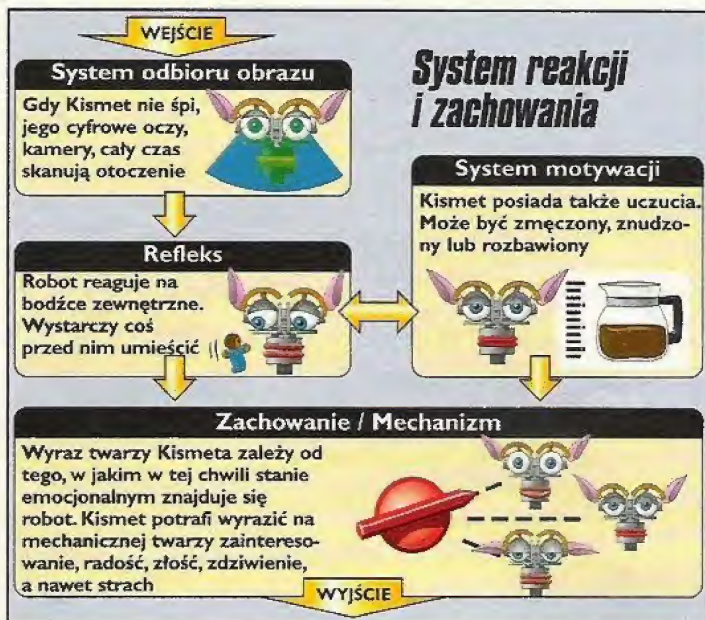 WEJŚCIE
System odbioru obrazu
Gdy Kismet nie śpi,
jego cyfrowe oczy,
kamery, cały czas
skanują otoczenie
System reakcji
i zachowania
System motywacji
Kismet posiada także uczucia.
Może być zmęczony, znudzo-
ny lub rozbawiony
Refleks
Robot reaguje na
bodźce zewnętrzne.
Wystarczy coś
przed nim umieścić
Zachowanie / Mechanizm
Wyraz twarzy Kismeta zależy od
tego, w jakim w tej chwili stanie
emocjonalnym znajduje się
robot. Kismet potrafi wyrazić na
mechanicznej twarzy zaintereso-
wanie, radość, złość, zdziwienie,
a nawet strach
WYJŚCIE